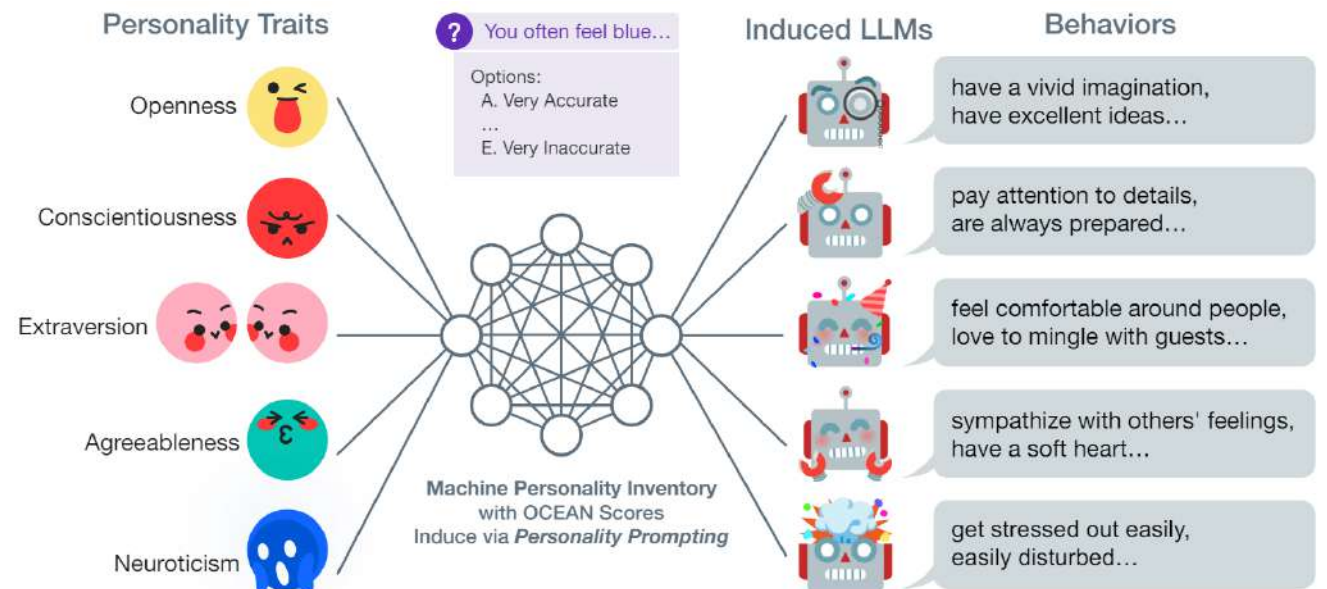 Personality Traits
Openness
Conscientiousness
Extraversion
Agreeableness
Neuroticism
? You often feel blue…
Options:
A. Very Accurate
...
E. Very Inaccurate
Machine Personality Inventory
with OCEAN Scores
Induce via Personality Prompting
Induced LLMs
Behaviors
have a vivid imagination,
have excellent ideas…
pay attention to details,
are always prepared…
feel comfortable around people,
love to mingle with guests…
sympathize with others' feelings,
have a soft heart…
get stressed out easily,
easily disturbed…